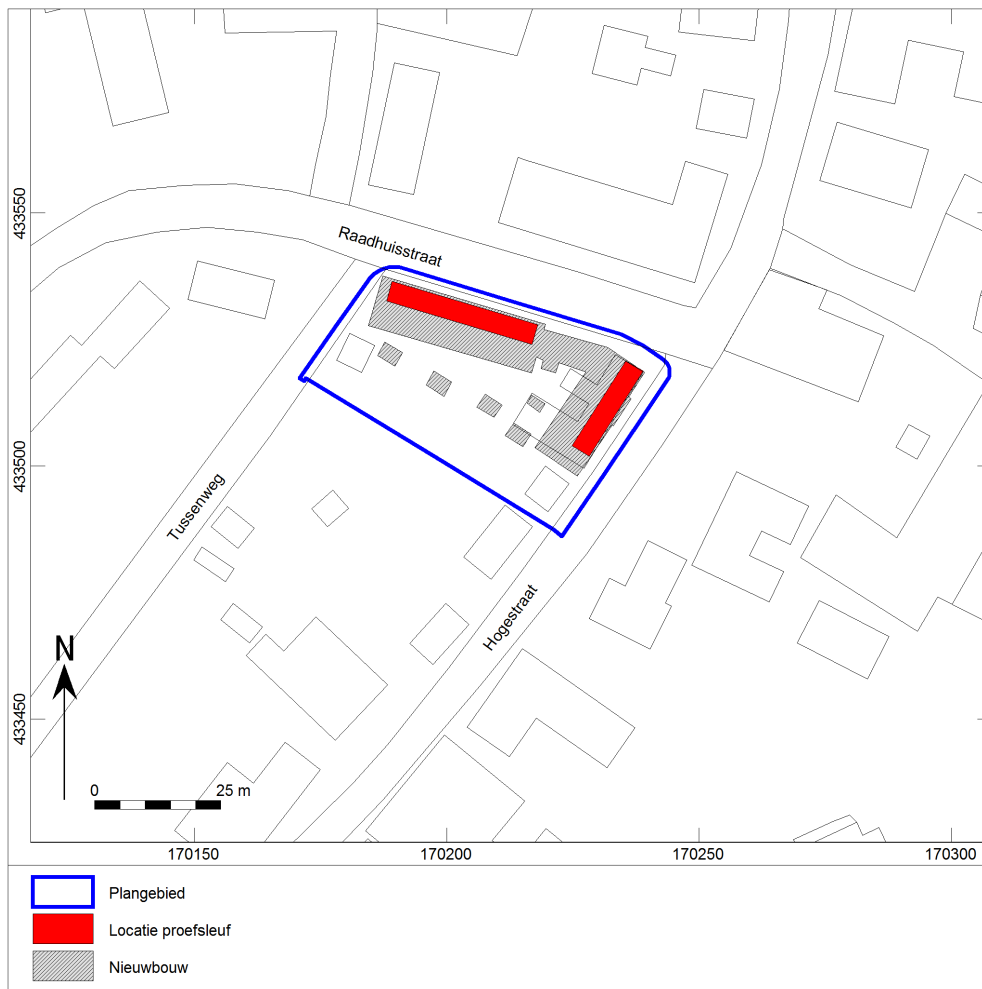 433550
Raadhuisstraat
433500
Tussenweg
Hogestraat
N
433450
0 25 m
170150 170200 170250 170300
Plangebied
Locatie proefsleuf
Nieuwbouw